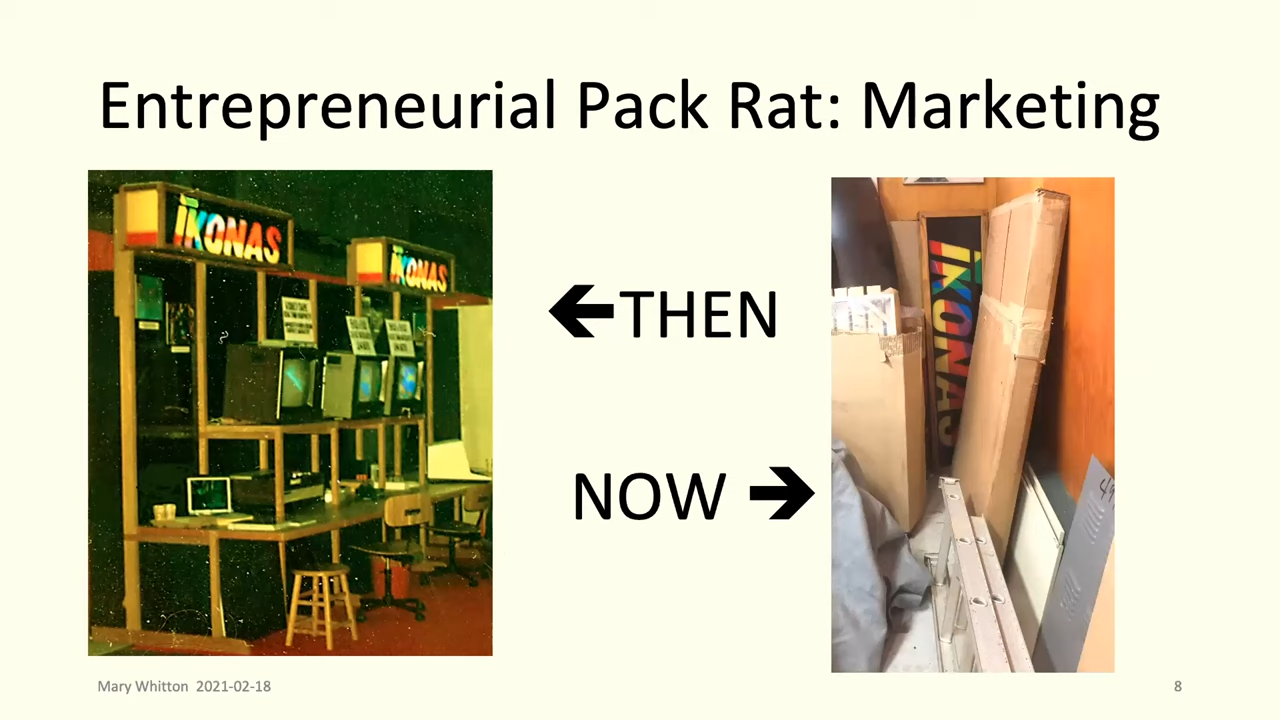 Entrepreneurial Pack Rat: Marketing
IKONAS
IKONAS
🡸THEN
IKONAS
NOW 🡺
Mary Whitton 2021-02-18
8